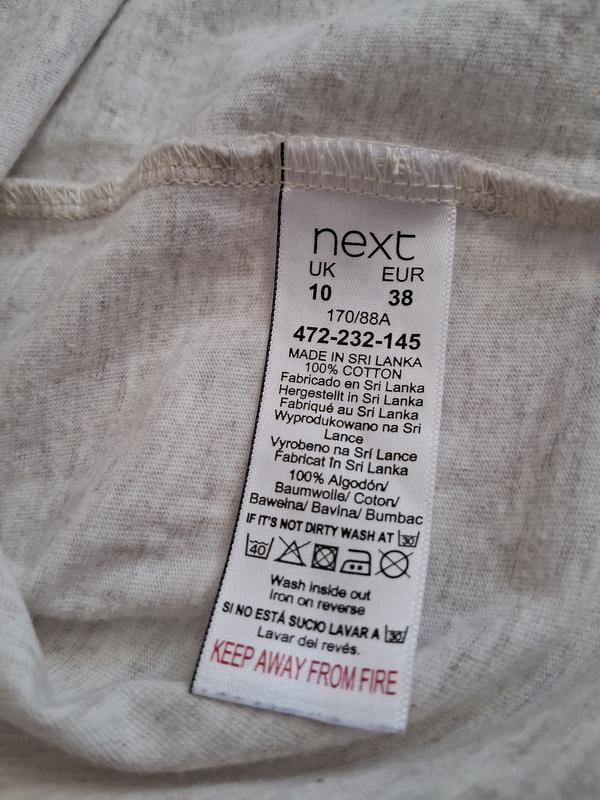 next
UK EUR
10 38
170/88A
472-232-145
MADE IN SRI LANKA
100% COTTON
Fabricado en Sri Lanka
Hergestellt in Sri Lanka
Fabriqué au Sri Lanka
Wyprodukowano na Sri
Lance
Vyrobeno na Srí Lance
Fabricat în Sri Lanka
100% Algodón/
Baumwolle/ Coton/
Bawełna/ Bavlna/ Bumbac
IF IT'S NOT DIRTY WASH AT 30
40
Wash inside out
Iron on reverse
SI NO ESTÁ SUCIO LAVAR A 30
Lavar del revés.
KEEP AWAY FROM FIRE